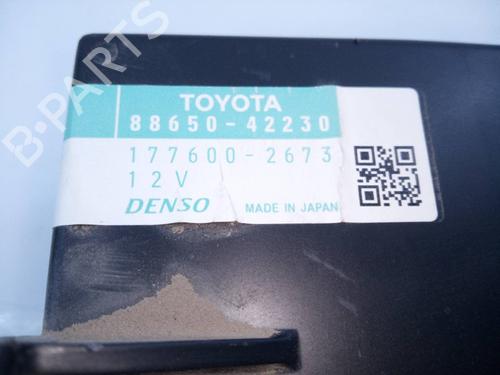 B-PARTS
TOYOTA
88650-42230
177600-2673
12V
DENSO MADE IN JAPAN